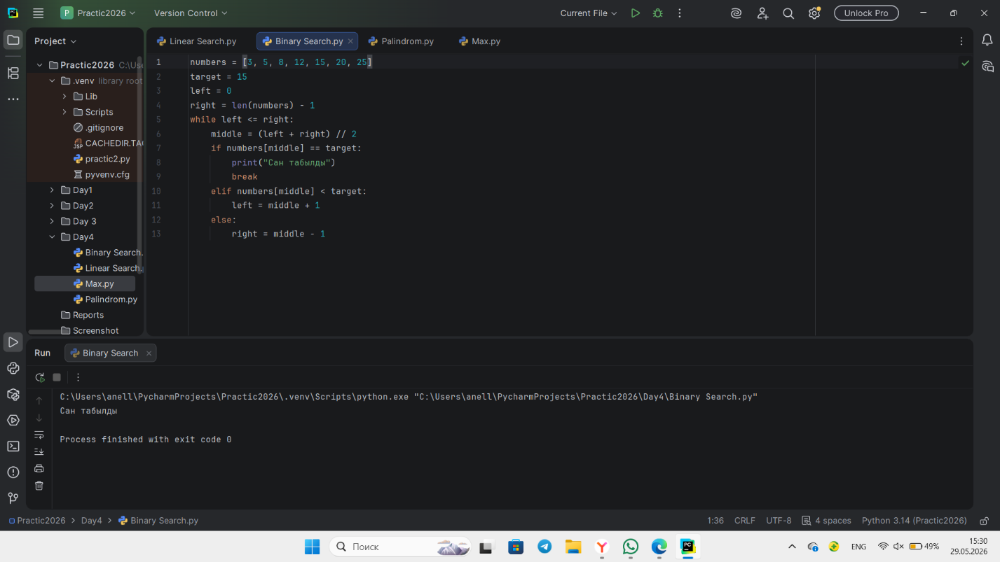 PC
P Practic2026
Version Control
Current File
Unlock Pro
Project
Linear Search.py
Binary Search.py
Palindrom.py
Max.py
Practic2026 C:\Use
.venv library root
Lib
Scripts
.gitignore
CACHEDIR.TAG
practic2.py
pyvenv.cfg
Day1
Day2
Day 3
Day4
Binary Search.
Linear Search.
Max.py
Palindrom.py
Reports
Screenshot
1 numbers = [3, 5, 8, 12, 15, 20, 25]
2 target = 15
3 left = 0
4 right = len(numbers) - 1
5 while left <= right:
6 middle = (left + right) // 2
7 if numbers[middle] == target:
8 print("Сан табылды")
9 break
10 elif numbers[middle] < target:
11 left = middle + 1
12 else:
13 right = middle - 1
Run
Binary Search
C:\Users\anell\PycharmProjects\Practic2026\.venv\Scripts\python.exe "C:\Users\anell\PycharmProjects\Practic2026\Day4\Binary Search.py"
Сан табылды
Process finished with exit code 0
Practic2026 > Day4 > Binary Search.py
1:36 CRLF UTF-8 4 spaces Python 3.14 (Practic2026)
Поиск
ENG
49%
15:30
29.05.2026